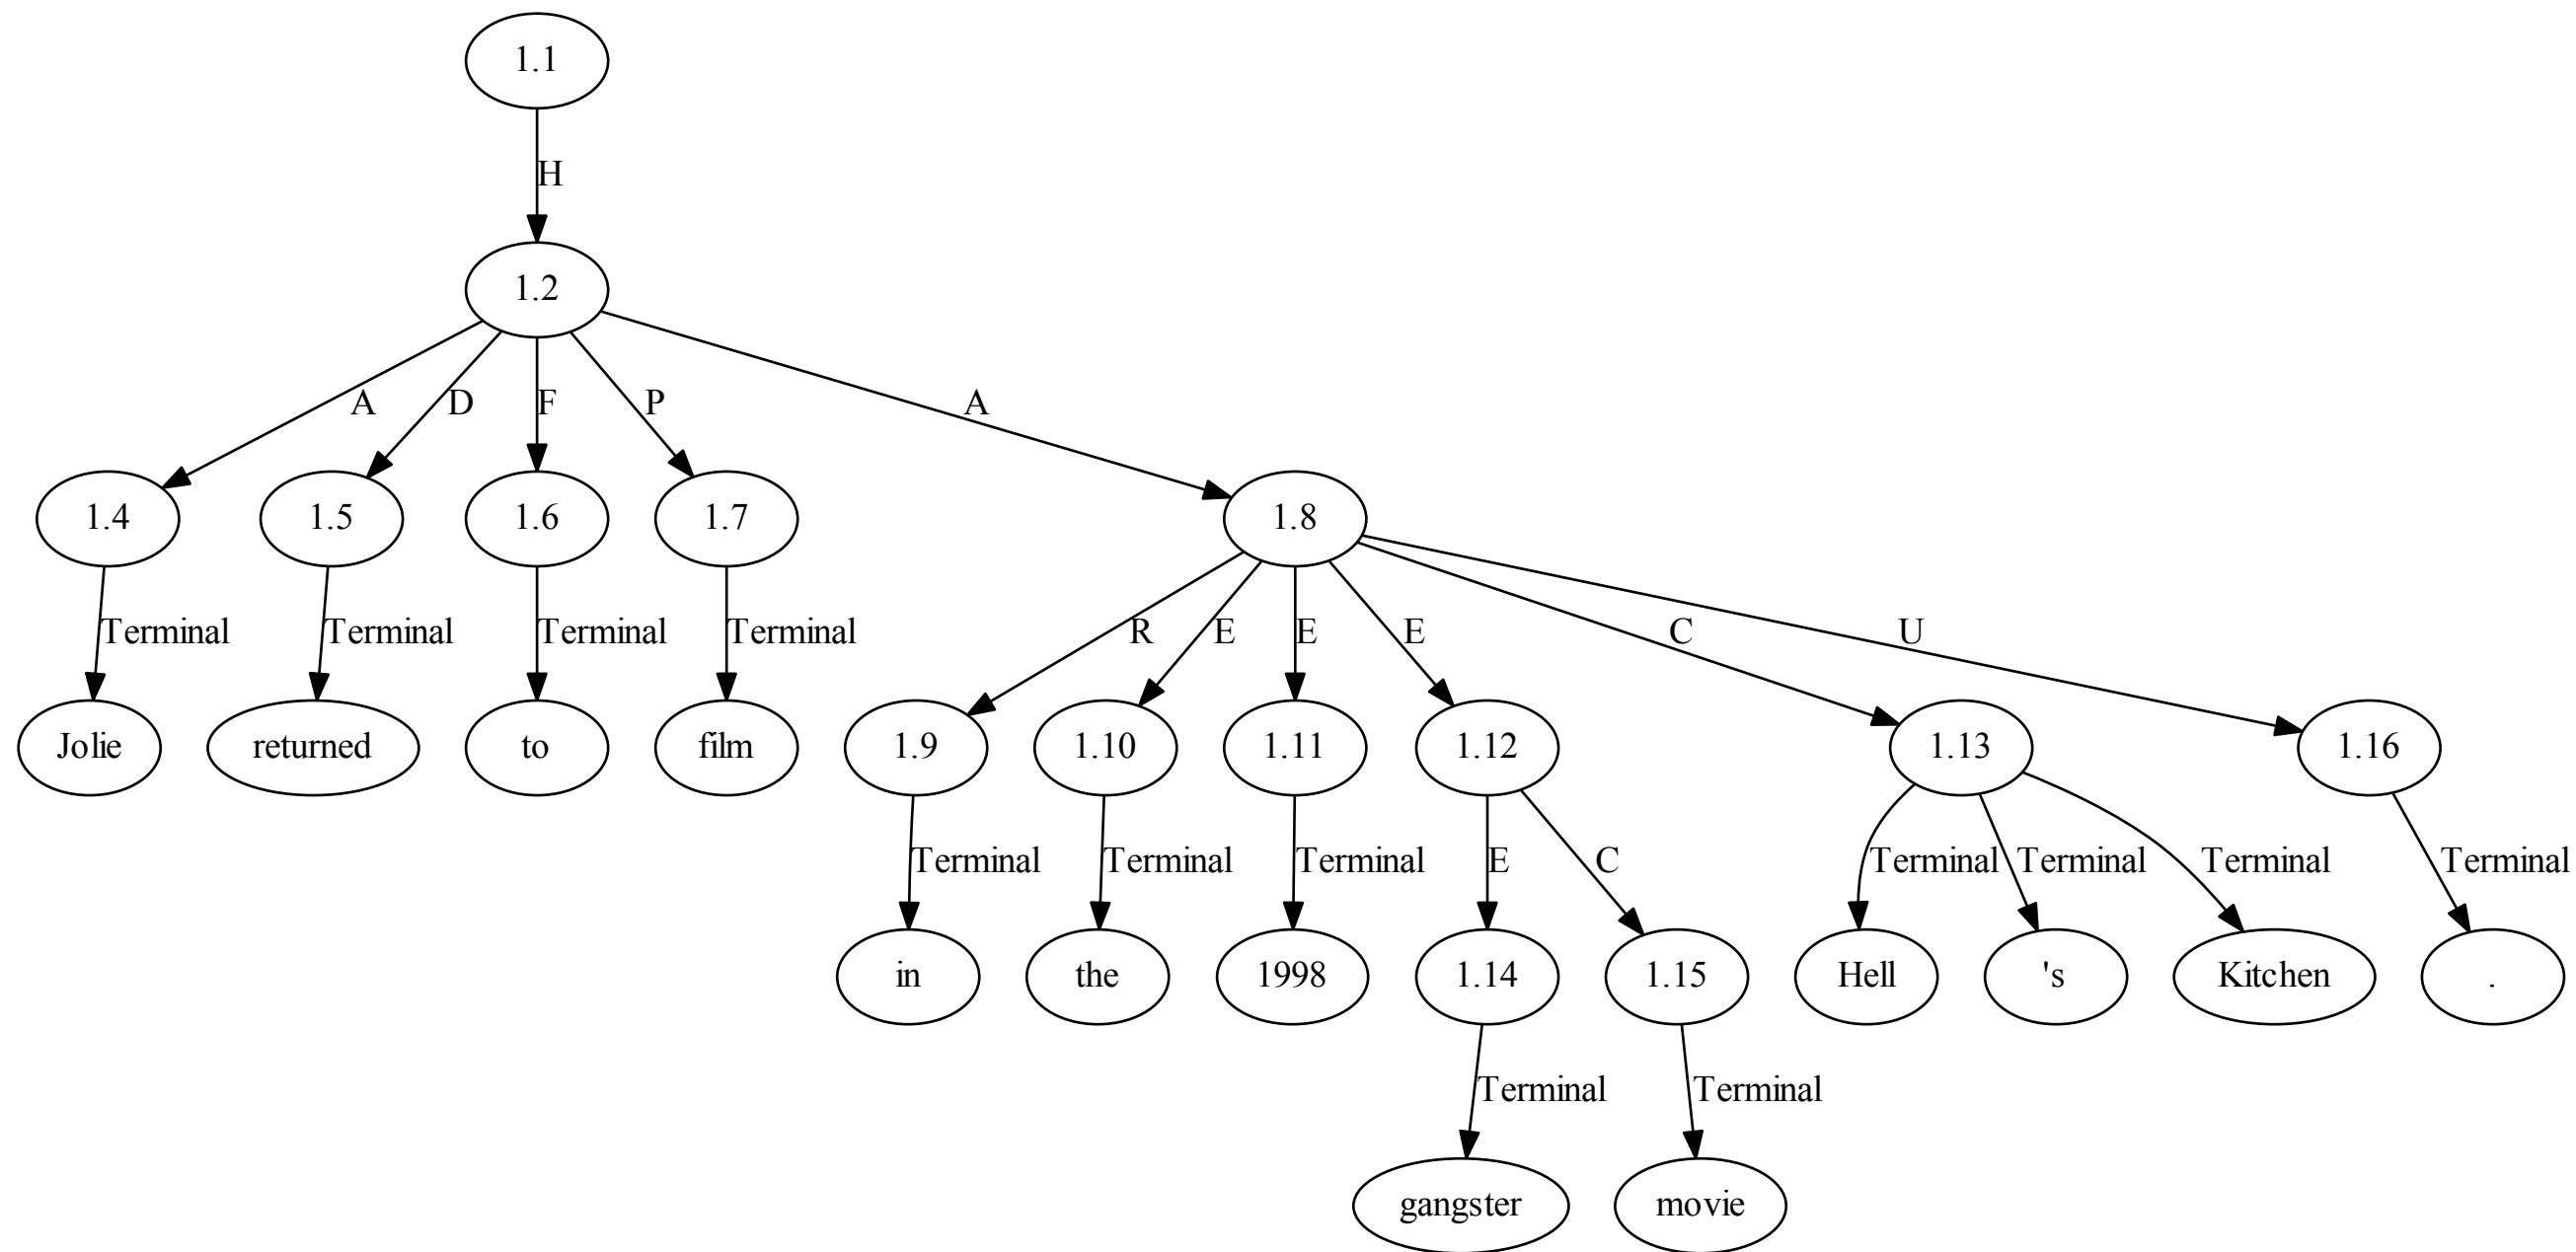 1.1
H
1.2
A D F P A
1.4 1.5 1.6 1.7 1.8
Terminal Terminal Terminal Terminal R E E E C U
Jolie returned to film 1.9 1.10 1.11 1.12 1.13 1.16
Terminal Terminal Terminal E C Terminal Terminal Terminal Terminal
in the 1998 1.14 1.15 Hell 's Kitchen .
Terminal Terminal
gangster movie